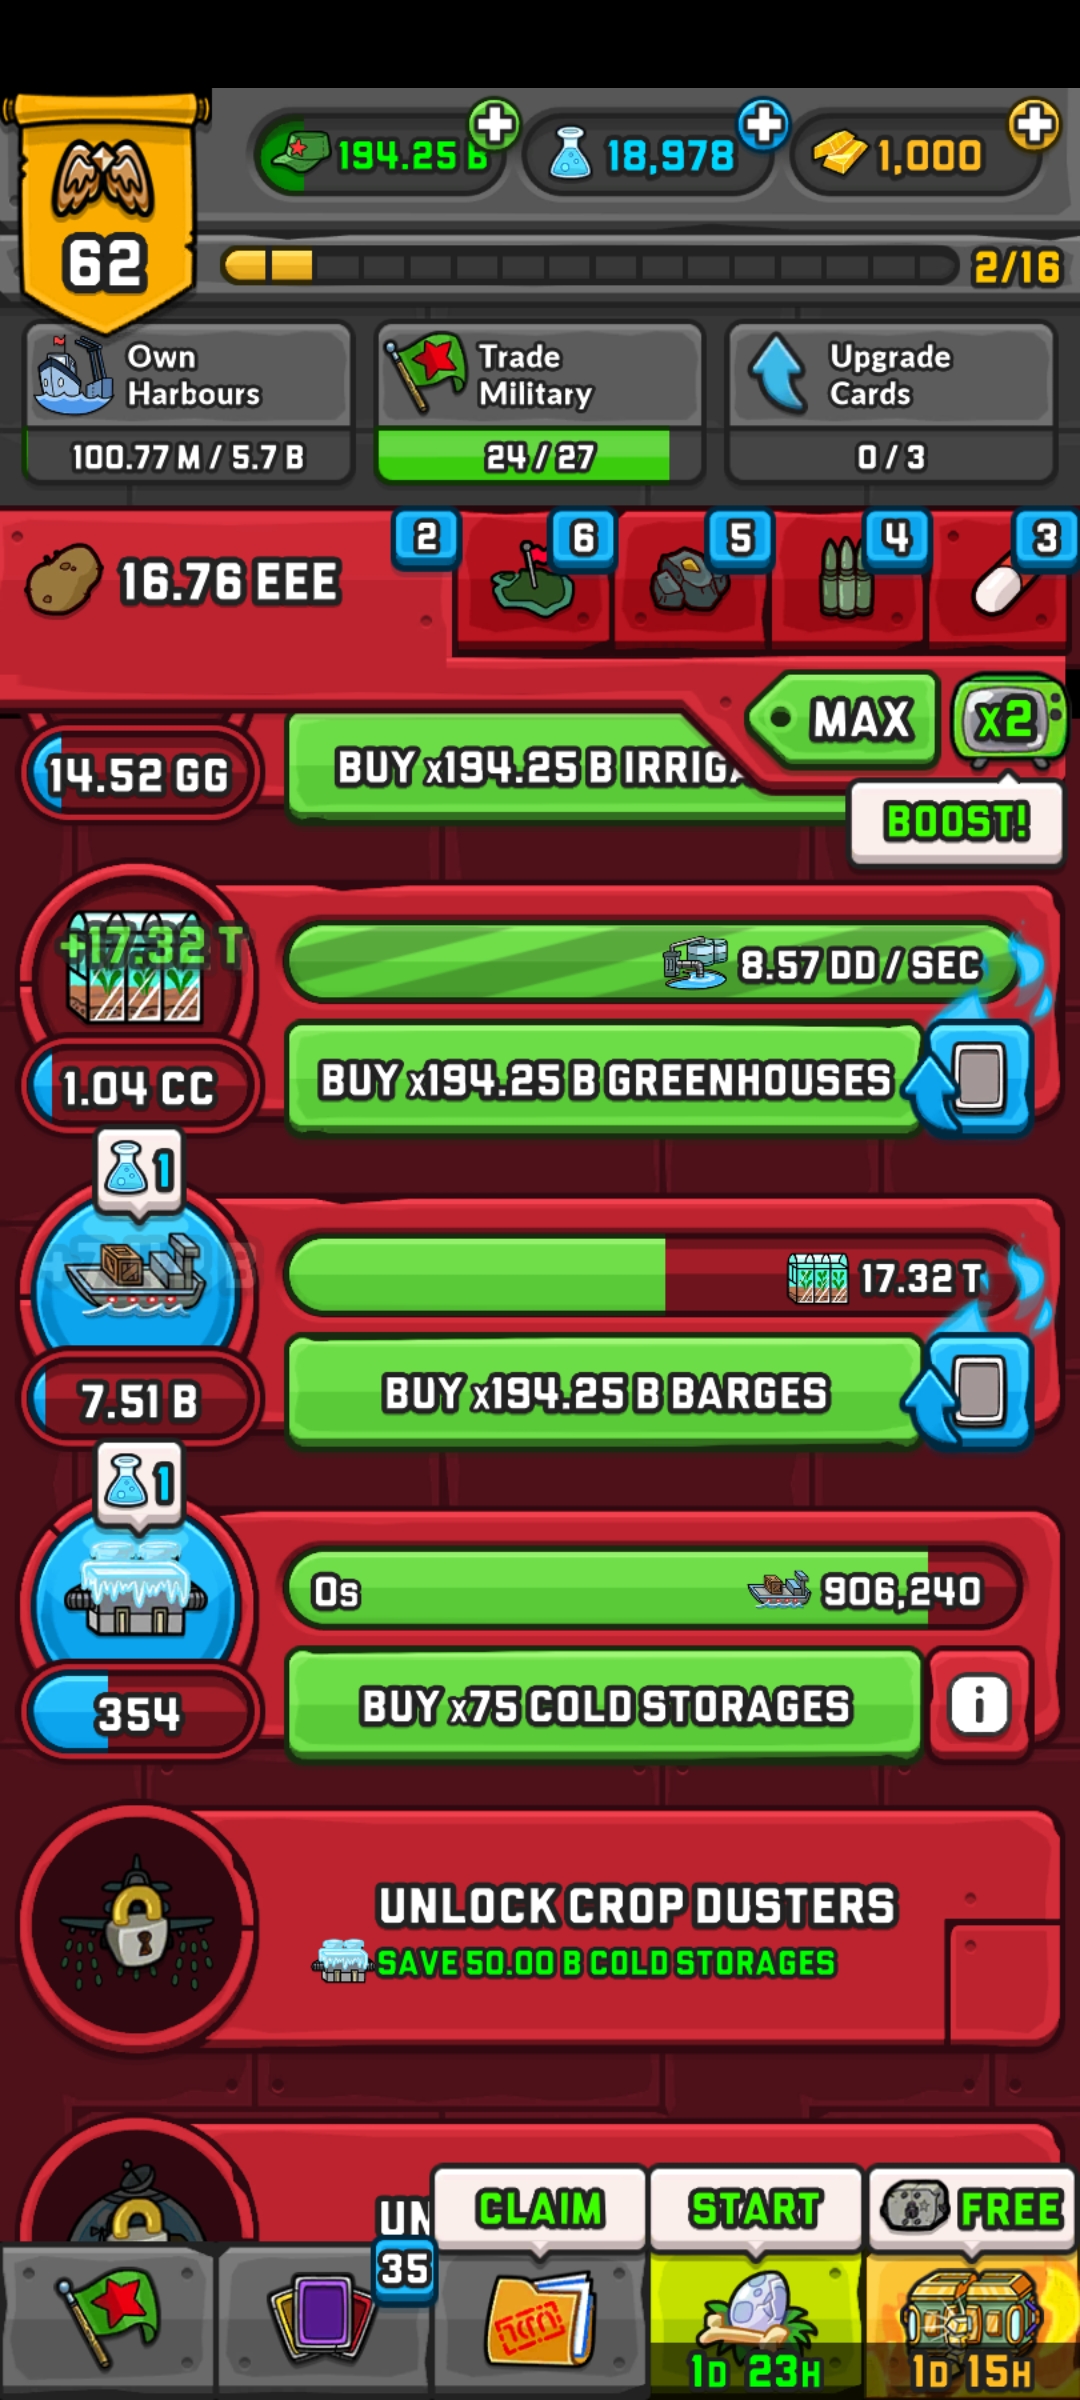 194.25 B
18,978
1,000
62
2/16
Own
Harbours
100.77 M / 5.7 B
Trade
Military
24 / 27
Upgrade
Cards
0 / 3
16.76 EEE
2
6
5
4
3
MAX
x2
BOOST!
14.52 GG
BUY x194.25 B
+17.32 T
8.57 DD / SEC
1.04 CC
BUY x194.25 B GREENHOUSES
1
17.32 T
7.51 B
BUY x194.25 B BARGES
1
0s
906,240
354
BUY x75 COLD STORAGES
i
UNLOCK CROP DUSTERS
SAVE 50.00 B COLD STORAGES
CLAIM
START
FREE
35
1D 23H
1D 15H